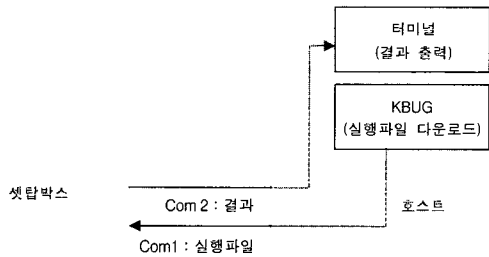 터미널
(결과 출력)
KBUG
(실행파일 다운로드)
셋탑박스
Com 2 : 결과
호스트
Com1 : 실행파일